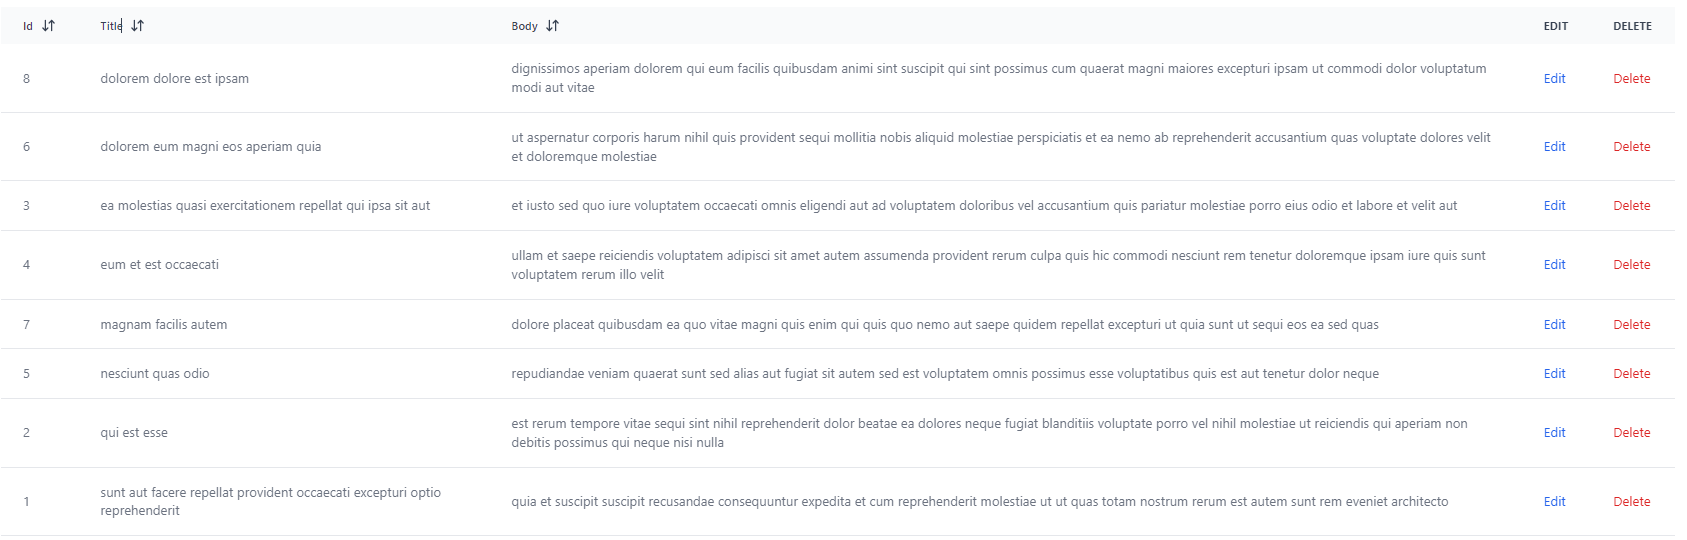 Id Title Body EDIT DELETE
8 dolorem dolore est ipsam dignissimos aperiam dolorem qui eum facilis quibusdam animi sint suscipit qui sint possimus cum quaerat magni maiores excepturi ipsam ut commodi dolor voluptatum Edit Delete
modi aut vitae
6 dolorem eum magni eos aperiam quia ut aspernatur corporis harum nihil quis provident sequi mollitia nobis aliquid molestiae perspiciatis et ea nemo ab reprehenderit accusantium quas voluptate dolores velit Edit Delete
et doloremque molestiae
3 ea molestias quasi exercitationem repellat qui ipsa sit aut et iusto sed quo iure voluptatem occaecati omnis eligendi aut ad voluptatem doloribus vel accusantium quis pariatur molestiae porro eius odio et labore et velit aut Edit Delete
4 eum et est occaecati ullam et saepe reiciendis voluptatem adipisci sit amet autem assumenda provident rerum culpa quis hic commodi nesciunt rem tenetur doloremque ipsam iure quis sunt Edit Delete
voluptatem rerum illo velit
7 magnam facilis autem dolore placeat quibusdam ea quo vitae magni quis enim qui quis quo nemo aut saepe quidem repellat excepturi ut quia sunt ut sequi eos ea sed quas Edit Delete
5 nesciunt quas odio repudiandae veniam quaerat sunt sed alias aut fugiat sit autem sed est voluptatem omnis possimus esse voluptatibus quis est aut tenetur dolor neque Edit Delete
2 qui est esse est rerum tempore vitae sequi sint nihil reprehenderit dolor beatae ea dolores neque fugiat blanditiis voluptate porro vel nihil molestiae ut reiciendis qui aperiam non Edit Delete
debitis possimus qui neque nisi nulla
1 sunt aut facere repellat provident occaecati excepturi optio quia et suscipit suscipit recusandae consequuntur expedita et cum reprehenderit molestiae ut ut quas totam nostrum rerum est autem sunt rem eveniet architecto Edit Delete
reprehenderit